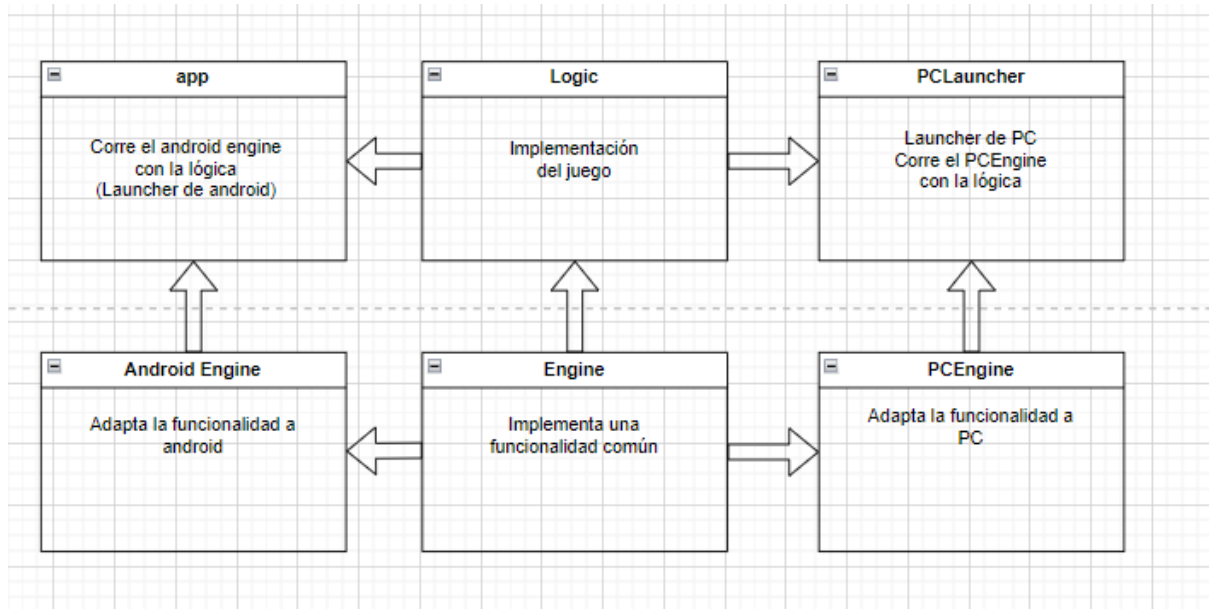 app
Corre el android engine
con la lógica
(Launcher de android)
Logic
Implementación
del juego
PCLauncher
Launcher de PC
Corre el PCEngine
con la lógica
Android Engine
Adapta la funcionalidad a
android
Engine
Implementa una
funcionalidad común
PCEngine
Adapta la funcionalidad a
PC